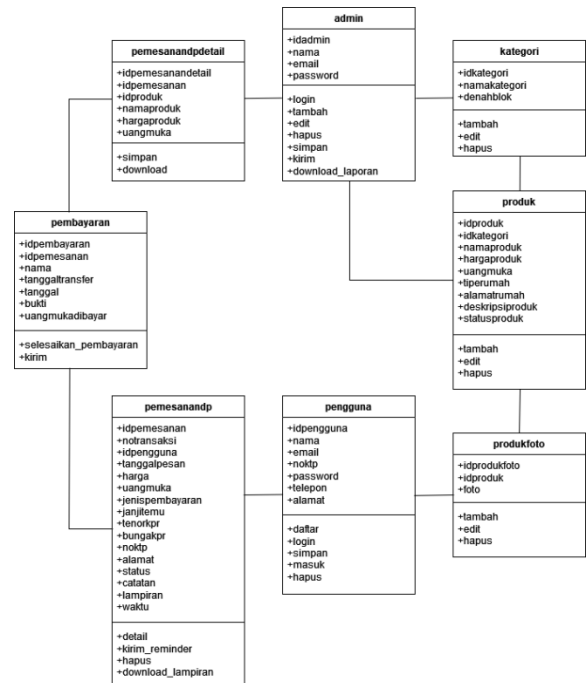 admin
+idadmin
+nama
+email
+password
+login
+tambah
+edit
+hapus
+simpan
+kirim
+download_laporan
pemesanandpdetail
+idpemesanandetail
+idpemesanan
+idproduk
+namaproduk
+hargaproduk
+uangmuka
+simpan
+download
kategori
+idkategori
+namakategori
+denahblok
+tambah
+edit
+hapus
produk
+idproduk
+idkategori
+namaproduk
+hargaproduk
+uangmuka
+tiperumah
+alamatrumah
+deskripsiproduk
+statusproduk
+tambah
+edit
+hapus
pembayaran
+idpembayaran
+idpemesanan
+nama
+tanggaltransfer
+tanggal
+bukti
+uangmukadibayar
+selesaikan_pembayaran
+kirim
pemesanandp
+idpemesanan
+notransaksi
+idpengguna
+tanggalpesan
+harga
+uangmuka
+jenispembayaran
+janjitemu
+tenorkpr
+bungakpr
+noktp
+alamat
+status
+catatan
+lampiran
+waktu
+detail
+kirim_reminder
+hapus
+download_lampiran
pengguna
+idpengguna
+nama
+email
+noktp
+password
+telepon
+alamat
+daftar
+login
+simpan
+masuk
+hapus
produkfoto
+idprodukfoto
+idproduk
+foto
+tambah
+edit
+hapus